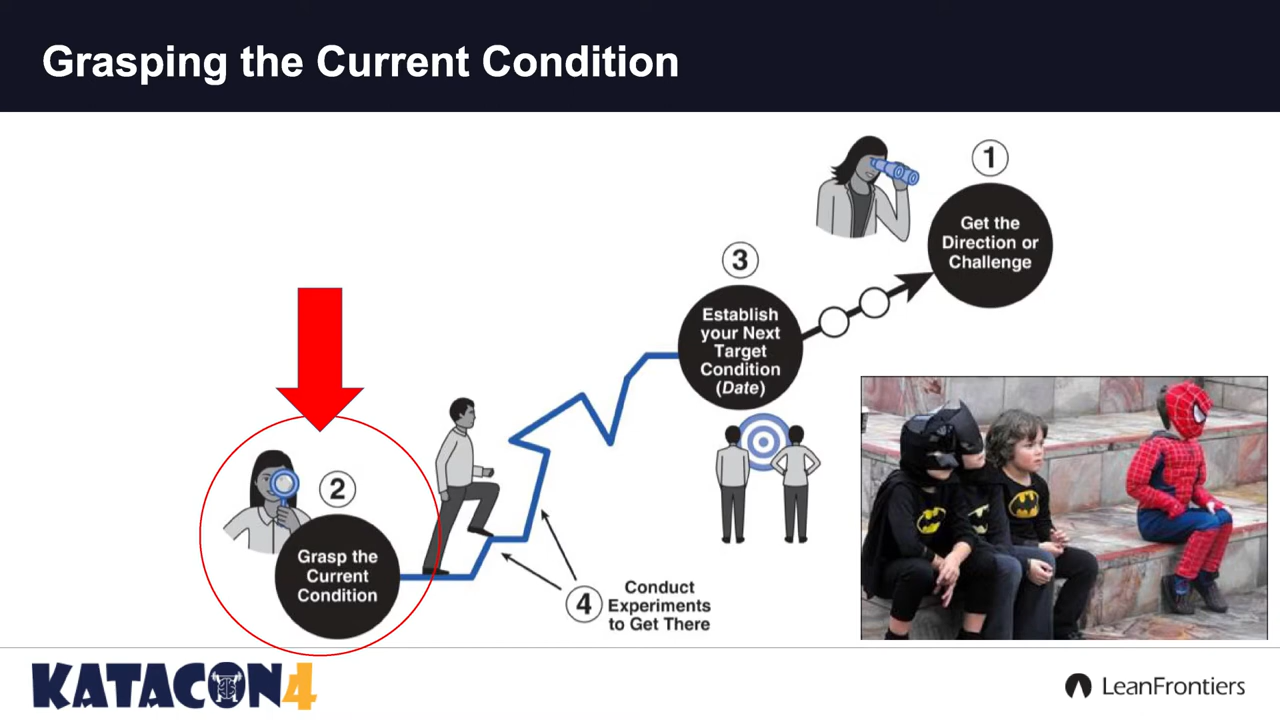 Grasping the Current Condition
1
Get the
Direction or
Challenge
3
Establish
your Next
Target
Condition
(Date)
2
Grasp the
Current
Condition
4
Conduct
Experiments
to Get There
KATACON4
LeanFrontiers